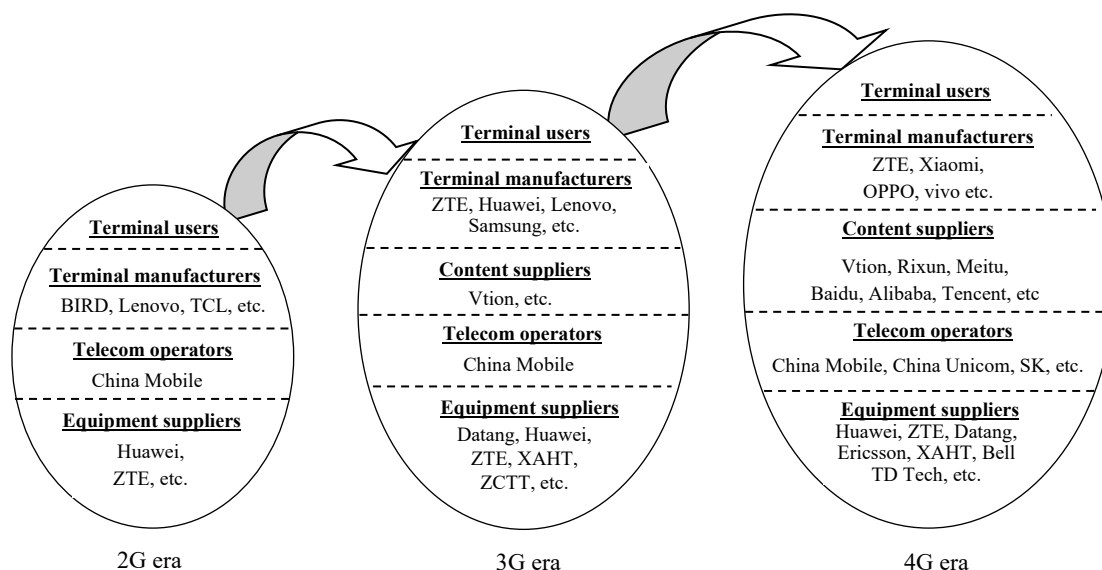 Terminal users
Terminal manufacturers
BIRD, Lenovo, TCL, etc.
Telecom operators
China Mobile
Equipment suppliers
Huawei,
ZTE, etc.
2G era
Terminal users
Terminal manufacturers
ZTE, Huawei, Lenovo,
Samsung, etc.
Content suppliers
Vtion, etc.
Telecom operators
China Mobile
Equipment suppliers
Datang, Huawei,
ZTE, XAHT,
ZCTT, etc.
3G era
Terminal users
Terminal manufacturers
ZTE, Xiaomi,
OPPO, vivo etc.
Content suppliers
Vtion, Rixun, Meitu,
Baidu, Alibaba, Tencent, etc
Telecom operators
China Mobile, China Unicom, SK, etc.
Equipment suppliers
Huawei, ZTE, Datang,
Ericsson, XAHT, Bell
TD Tech, etc.
4G era